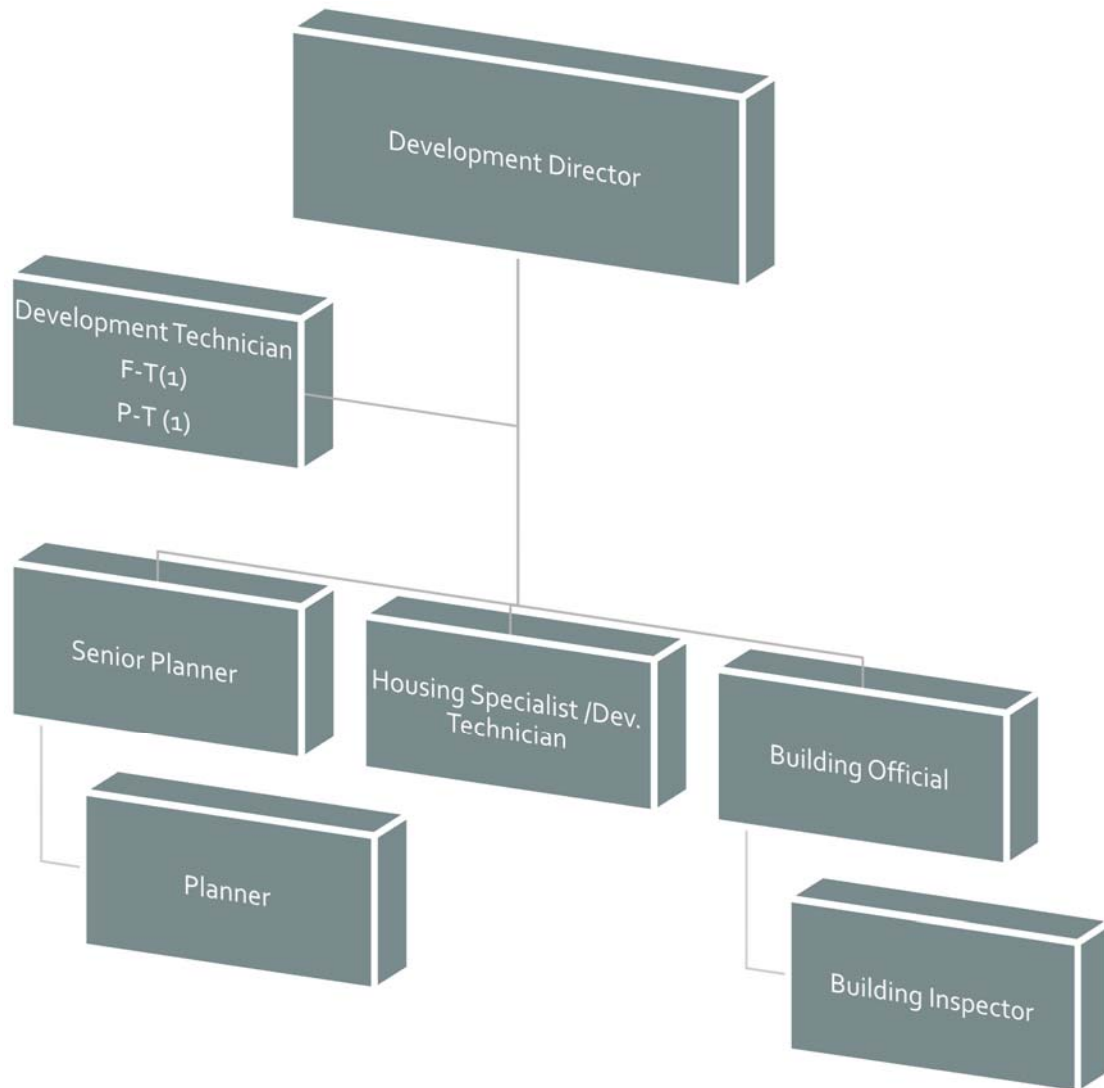 Development Director
Development Technician
F-T(1)
P-T (1)
Senior Planner
Housing Specialist /Dev.
Technician
Building Official
Planner
Building Inspector